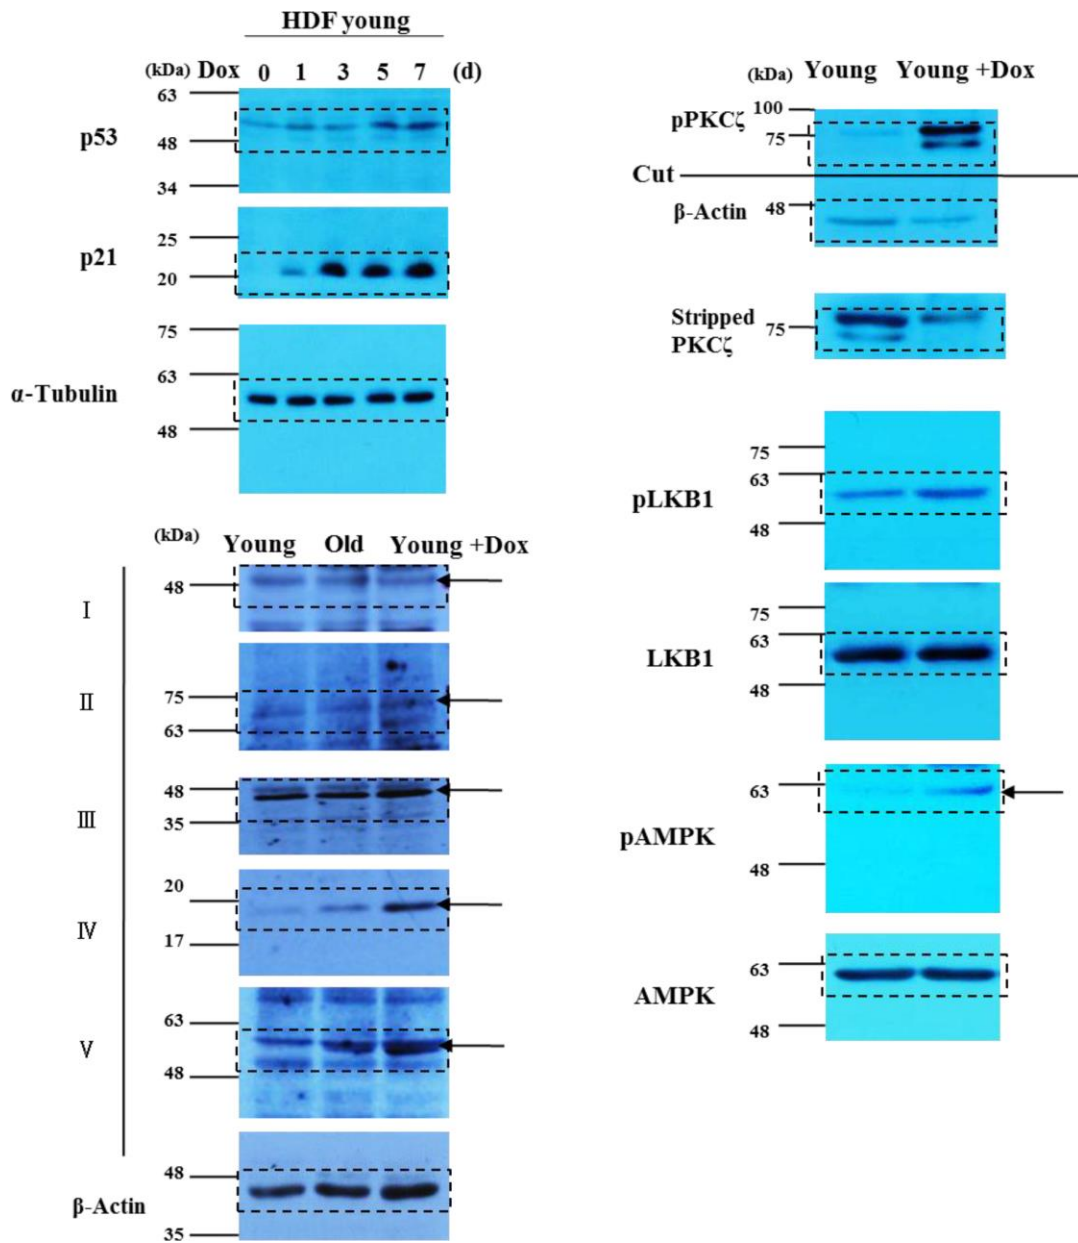 HDF young
(kDa) Dox 0 1 3 5 7 (d)
63
p53
48
34
25
p21
20
75
63
α-Tubulin
48
(kDa)
Young Old Young +Dox
48
I
75
II
63
48
III
35
20
IV
17
63
V
48
48
β-Actin
35
(kDa) Young Young +Dox
100
pPKCζ
75
Cut
48
β-Actin
Stripped
PKCζ
75
75
63
pLKB1
48
75
63
LKB1
48
63
pAMPK
48
63
AMPK
48